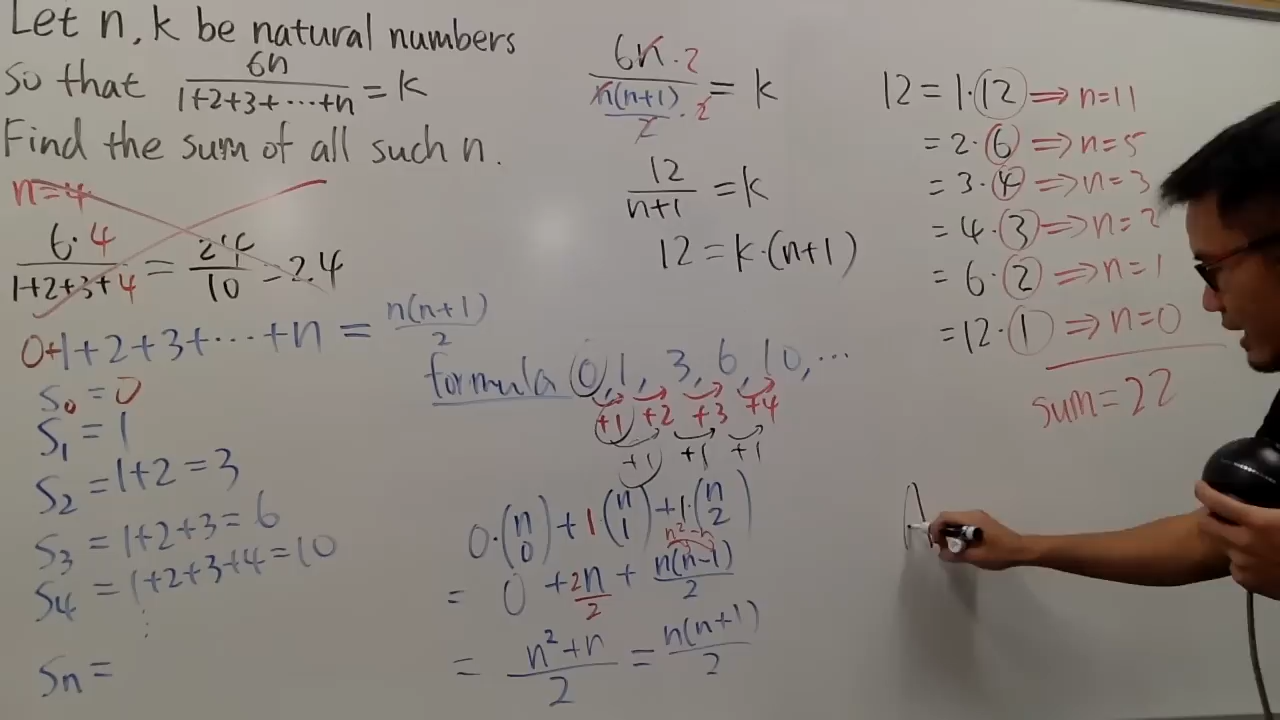 Let n, k be natural numbers
So that 6n / 1+2+3+⋯+n = k
Find the sum of all such n.
n=4
6·4 / 1+2+3+4 = 24/10 = 2.4
0+1+2+3+⋯+n = n(n+1)/2
S₀ = 0
S₁ = 1
S₂ = 1+2 = 3
S₃ = 1+2+3 = 6
S₄ = 1+2+3+4 = 10
⋮
Sn =
6n·2 / n(n+1)/2·2 = k
12/n+1 = k
12 = k·(n+1)
formula 0, 1, 3, 6, 10, ⋯
+1 +2 +3 +4
+1 +1 +1
0·(n 0) + 1·(n 1) + 1·(n 2)
n²-n
= 0 + 2n/2 + n(n-1)/2
= n²+n/2 = n(n+1)/2
12 = 1·12 ⇒ n=11
= 2·6 ⇒ n=5
= 3·4 ⇒ n=3
= 4·3 ⇒ n=2
= 6·2 ⇒ n=1
= 12·1 ⇒ n=0
sum=22